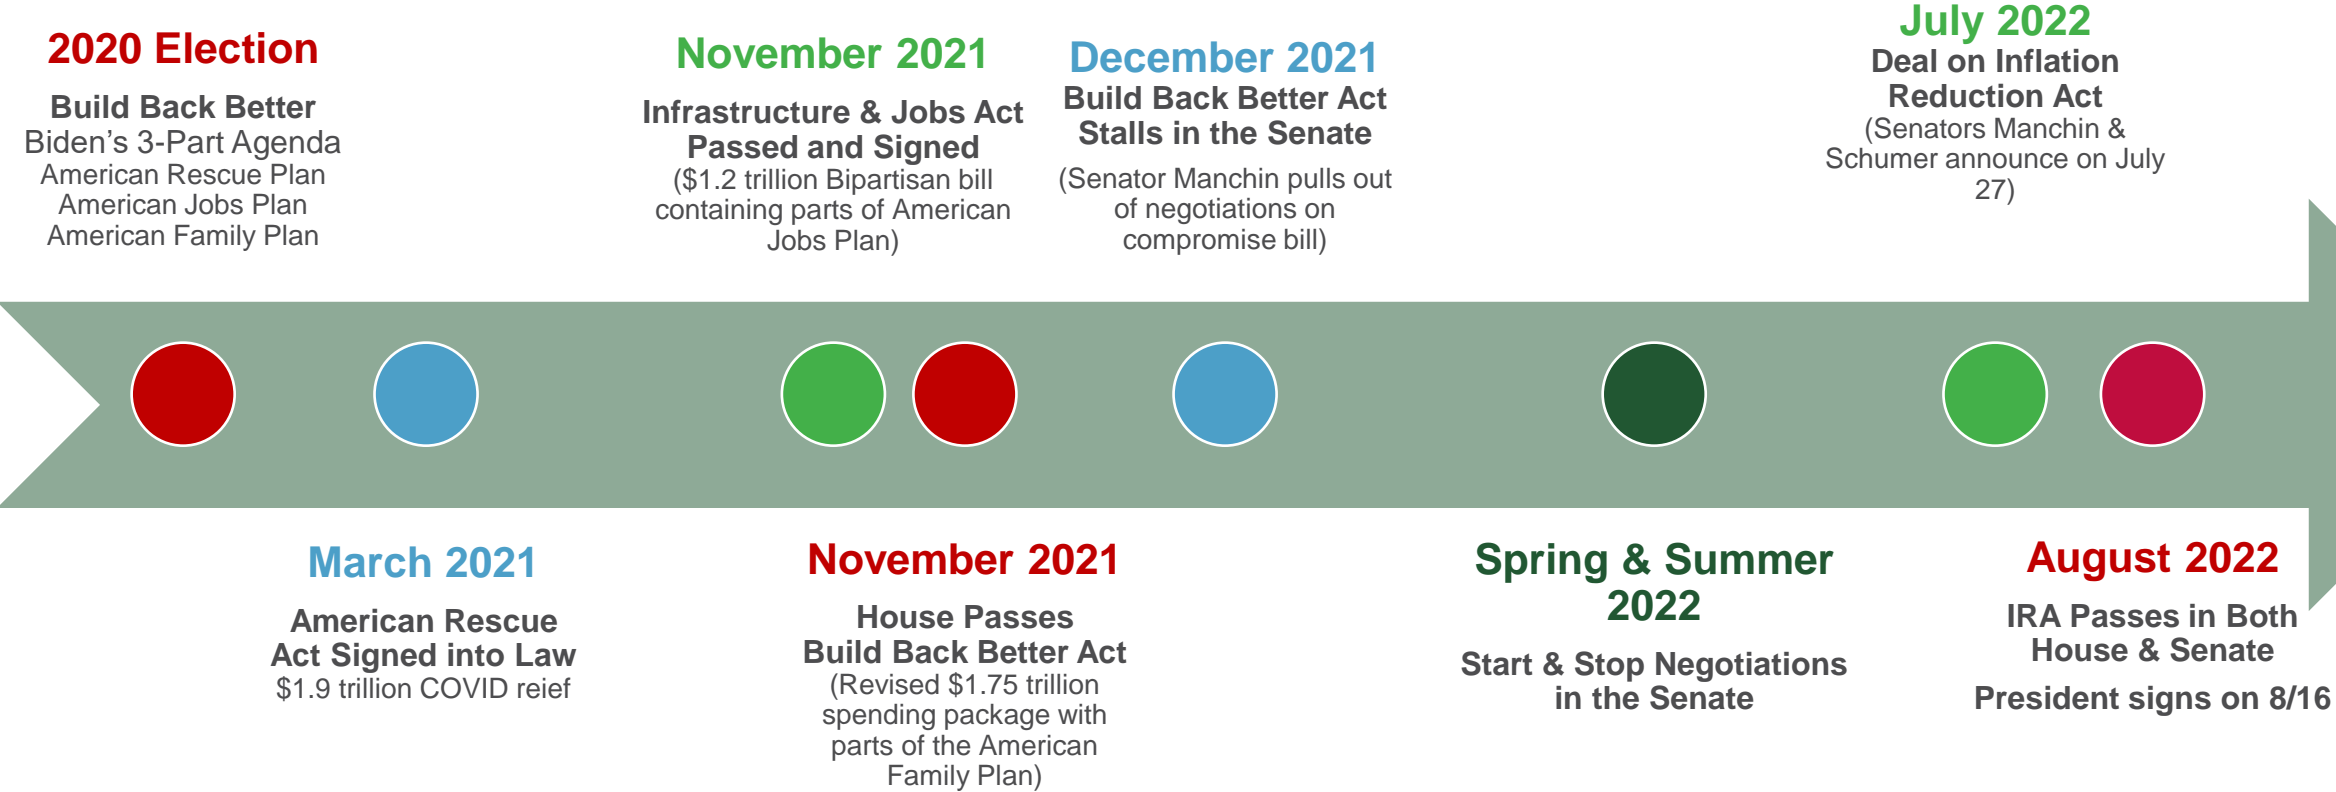 2020 Election
Build Back Better
Biden’s 3-Part Agenda
American Rescue Plan
American Jobs Plan
American Family Plan
March 2021
American Rescue
Act Signed into Law
$1.9 trillion COVID reief
November 2021
Infrastructure & Jobs Act
Passed and Signed
($1.2 trillion Bipartisan bill
containing parts of American
Jobs Plan)
November 2021
House Passes
Build Back Better Act
(Revised $1.75 trillion
spending package with
parts of the American
Family Plan)
December 2021
Build Back Better Act
Stalls in the Senate
(Senator Manchin pulls out
of negotiations on
compromise bill)
Spring & Summer
2022
Start & Stop Negotiations
in the Senate
July 2022
Deal on Inflation
Reduction Act
(Senators Manchin &
Schumer announce on July
27)
August 2022
IRA Passes in Both
House & Senate
President signs on 8/16